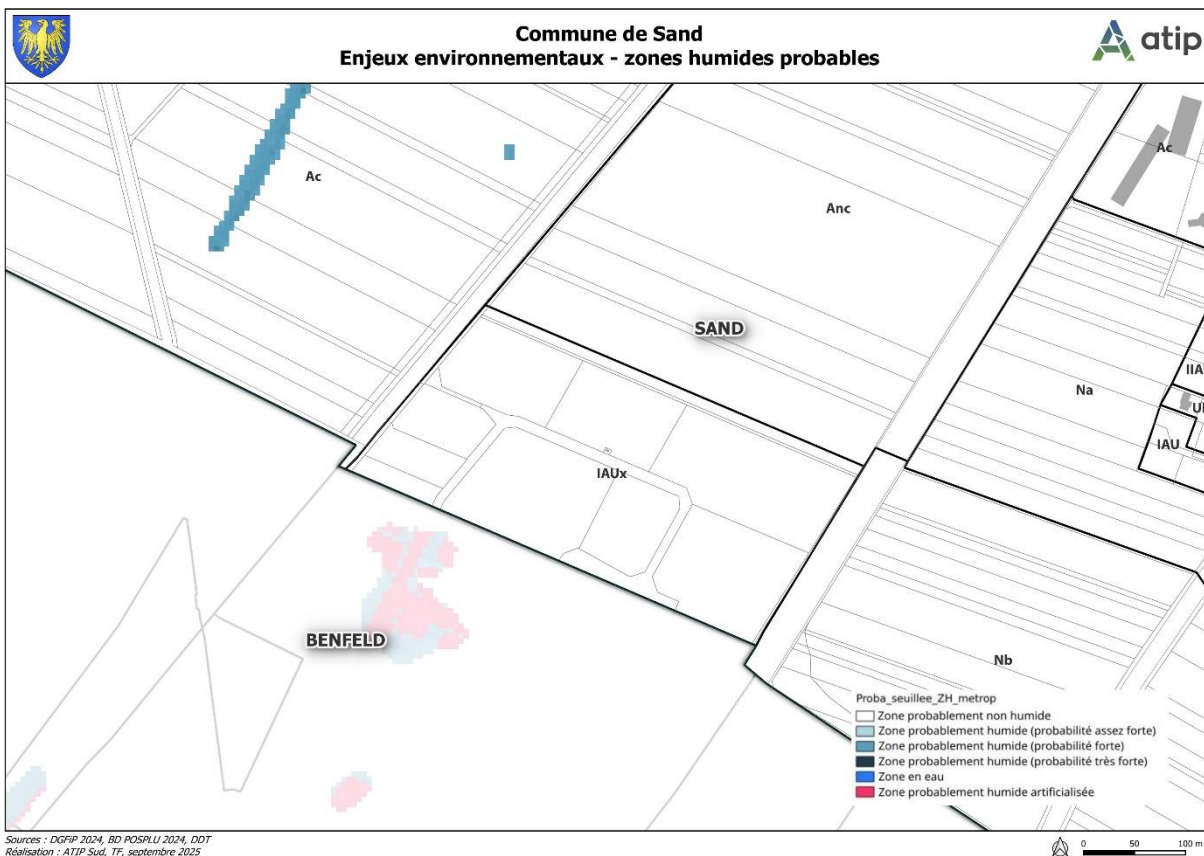 Commune de Sand
Enjeux environnementaux - zones humides probables
atip
Ac
Anc
Ac
SAND
Na
IIA
U
IAU
IAUx
BENFELD
Nb
Proba_seuillee_ZH_metrop
Zone probablement non humide
Zone probablement humide (probabilité assez forte)
Zone probablement humide (probabilité forte)
Zone probablement humide (probabilité très forte)
Zone en eau
Zone probablement humide artificialisée
Sources : DGFiP 2024, BD POSPLU 2024, DDT
Réalisation : ATIP Sud, TF, septembre 2025
0 50 100 m